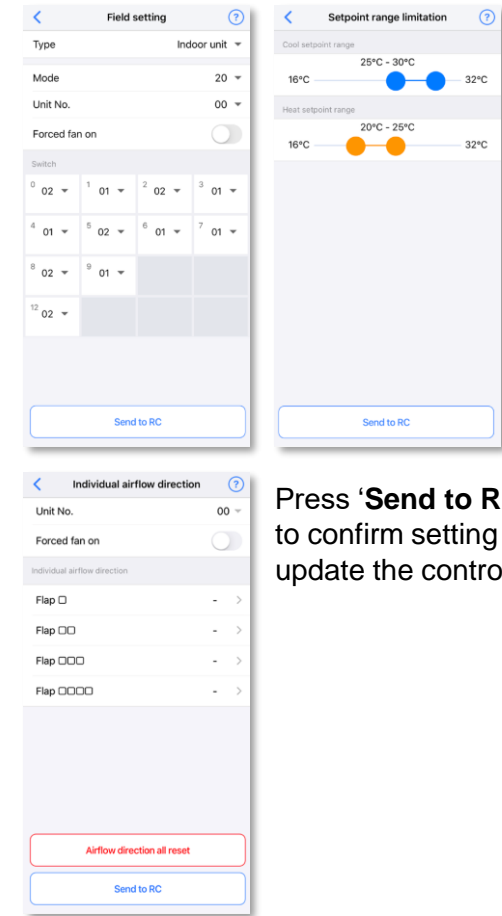 Field setting ?
Type Indoor unit
Mode 20
Unit No. 00
Forced fan on
Switch
0 02 1 01 2 02 3 01
4 01 5 02 6 01 7 01
8 02 9 01
12 02
Send to RC
Setpoint range limitation ?
Cool setpoint range
25°C - 30°C
16°C 32°C
Heat setpoint range
20°C - 25°C
16°C 32°C
Send to RC
Individual airflow direction ?
Unit No. 00
Forced fan on
Individual airflow direction
Flap □ -
Flap □□ -
Flap □□□ -
Flap □□□□ -
Airflow direction all reset
Send to RC
Press ‘Send to R
to confirm setting
update the contro